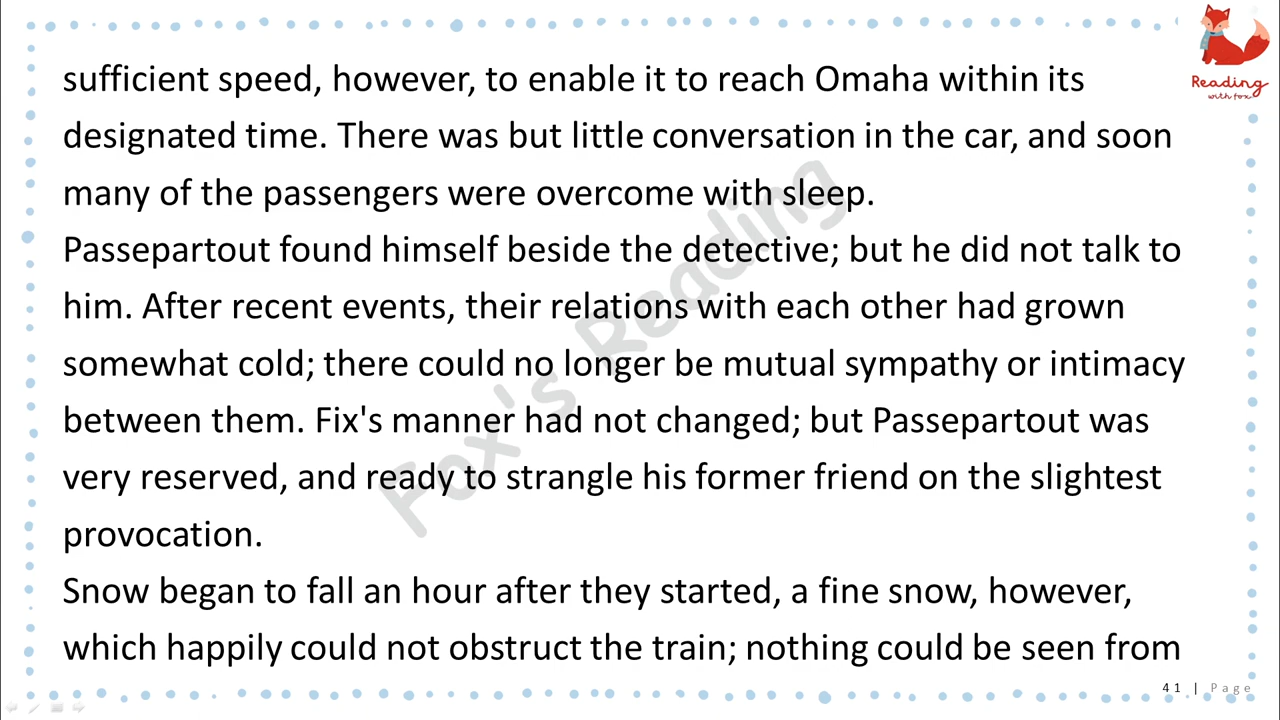 Reading
with fox
sufficient speed, however, to enable it to reach Omaha within its
designated time. There was but little conversation in the car, and soon
many of the passengers were overcome with sleep.
Passepartout found himself beside the detective; but he did not talk to
him. After recent events, their relations with each other had grown
somewhat cold; there could no longer be mutual sympathy or intimacy
between them. Fix's manner had not changed; but Passepartout was
very reserved, and ready to strangle his former friend on the slightest
provocation.
Snow began to fall an hour after they started, a fine snow, however,
which happily could not obstruct the train; nothing could be seen from
Fox's Reading
41 | Page